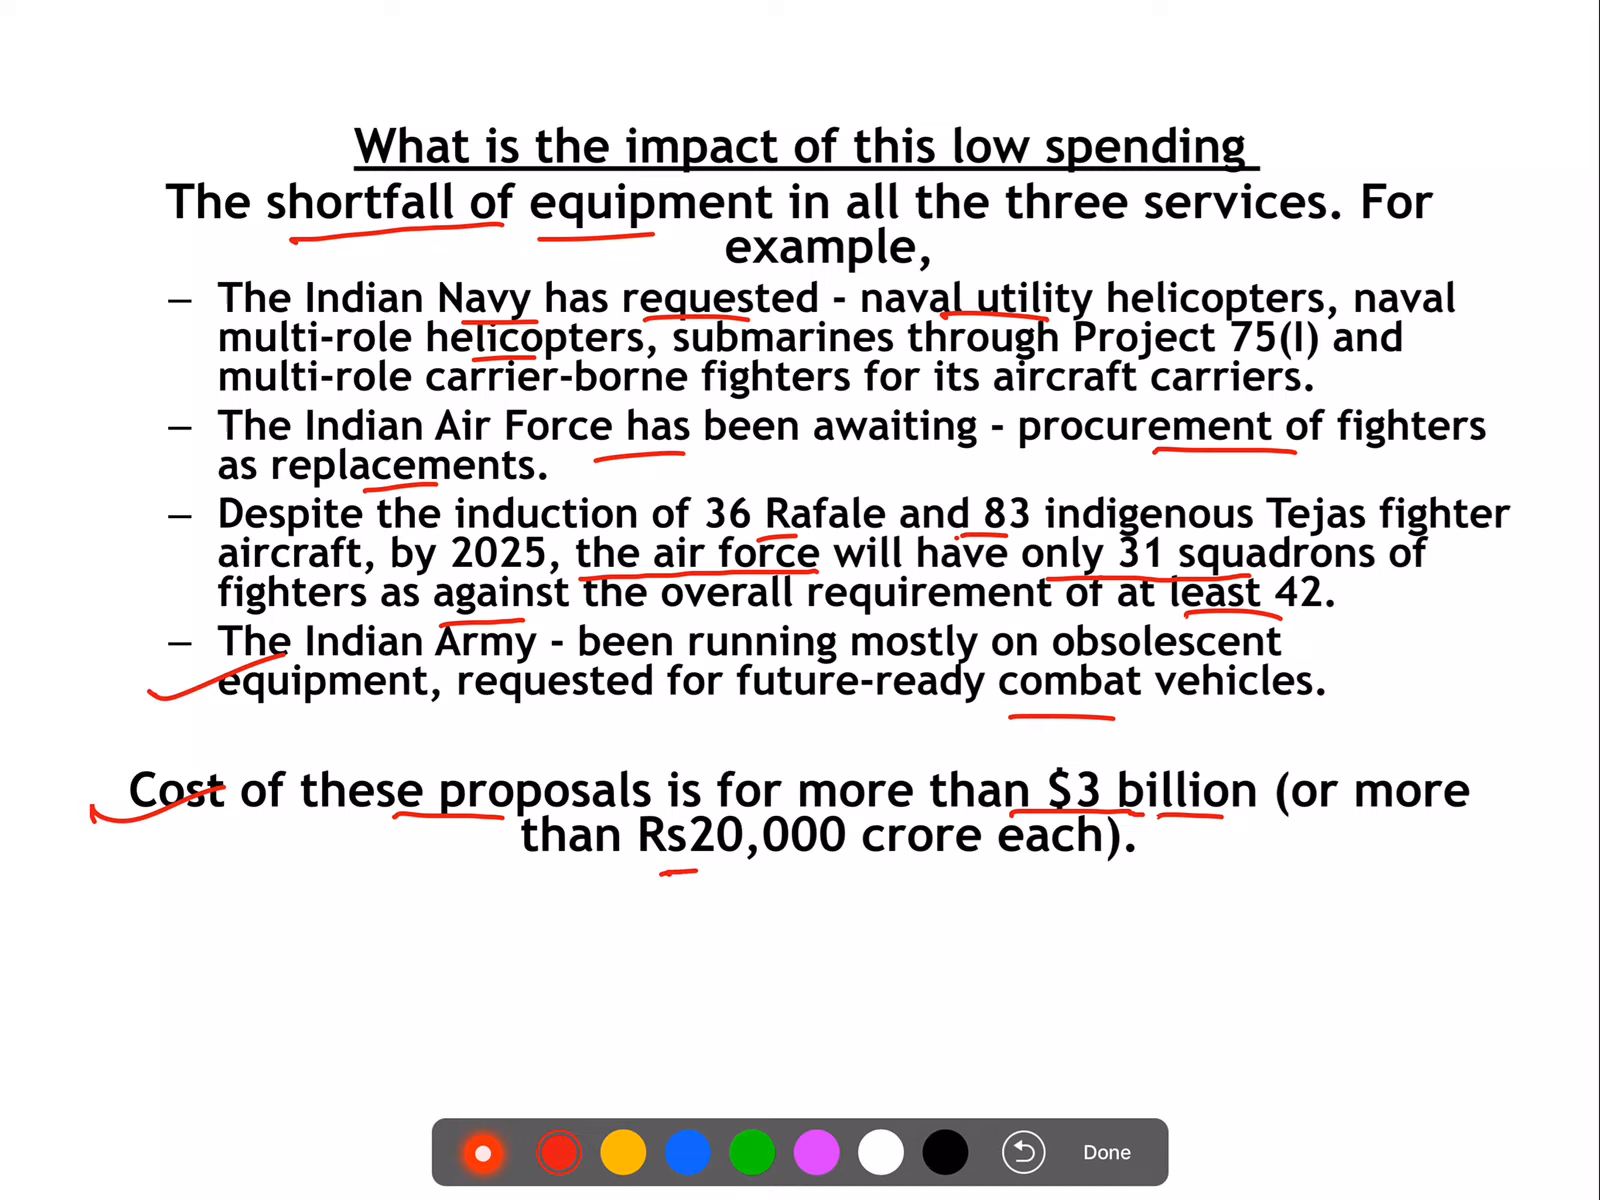 What is the impact of this low spending
The shortfall of equipment in all the three services. For
example,
– The Indian Navy has requested - naval utility helicopters, naval
multi-role helicopters, submarines through Project 75(I) and
multi-role carrier-borne fighters for its aircraft carriers.
– The Indian Air Force has been awaiting - procurement of fighters
as replacements.
– Despite the induction of 36 Rafale and 83 indigenous Tejas fighter
aircraft, by 2025, the air force will have only 31 squadrons of
fighters as against the overall requirement of at least 42.
– The Indian Army - been running mostly on obsolescent
equipment, requested for future-ready combat vehicles.
Cost of these proposals is for more than $3 billion (or more
than Rs20,000 crore each).
Done